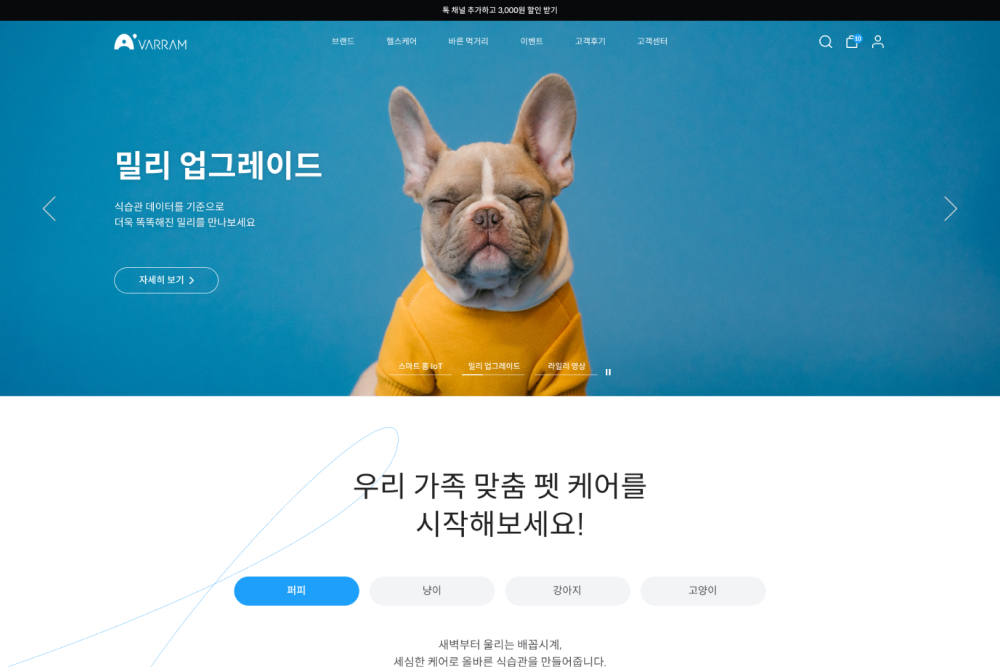 톡 채널 추가하고 3,000원 할인 받기
VARRAM
브랜드
헬스케어
바른 먹거리
이벤트
고객후기
고객센터
10
밀리 업그레이드
식습관 데이터를 기준으로
더욱 똑똑해진 밀리를 만나보세요
자세히 보기
스마트 홈 IoT
밀리 업그레이드
라일리 영상
우리 가족 맞춤 펫 케어를
시작해보세요!
퍼피
냥이
강아지
고양이
새벽부터 울리는 배꼽시계,
세심한 케어로 올바른 식습관을 만들어줍니다.